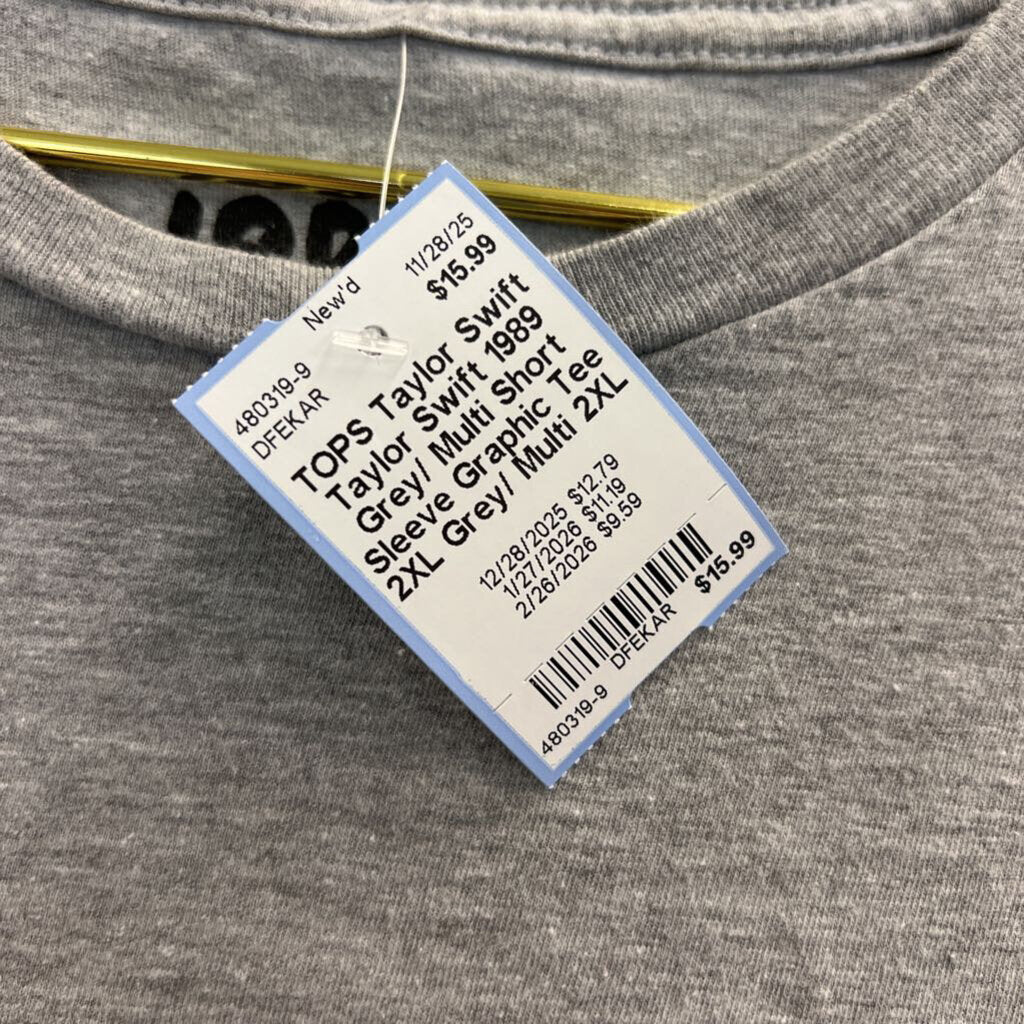 New'd 11/28/25
$15.99
480319-9
DFEKAR
TOPS Taylor Swift
Taylor Swift 1989
Grey/ Multi Short
Sleeve Graphic Tee
2XL Grey/ Multi 2XL
12/28/2025 $12.79
1/27/2026 $11.19
2/26/2026 $9.59
480319-9 DFEKAR $15.99